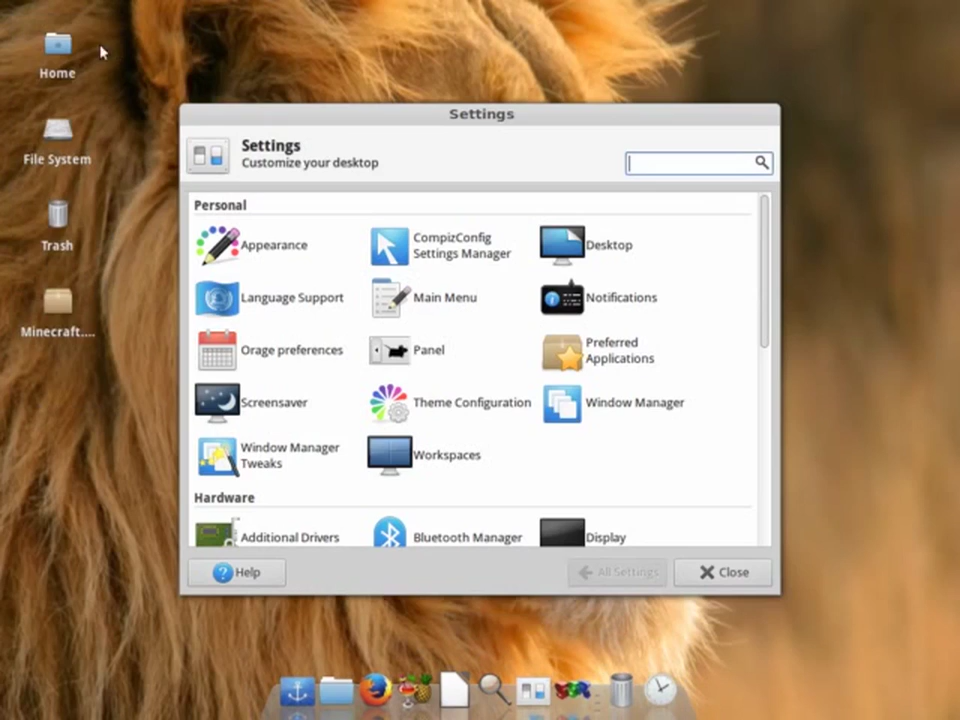 Home
File System
Trash
Minecraft....
Settings
Settings
Customize your desktop
Personal
Appearance
CompizConfig
Settings Manager
Desktop
Language Support
Main Menu
Notifications
Orage preferences
Panel
Preferred
Applications
Screensaver
Theme Configuration
Window Manager
Window Manager
Tweaks
Workspaces
Hardware
Additional Drivers
Bluetooth Manager
Display
Help
All Settings
Close